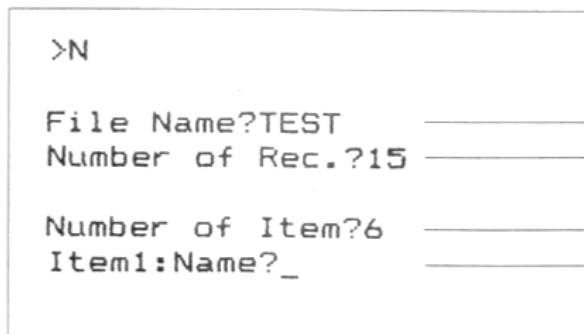 >N
File Name?TEST
Number of Rec.?15
Number of Item?6
Item1:Name?_